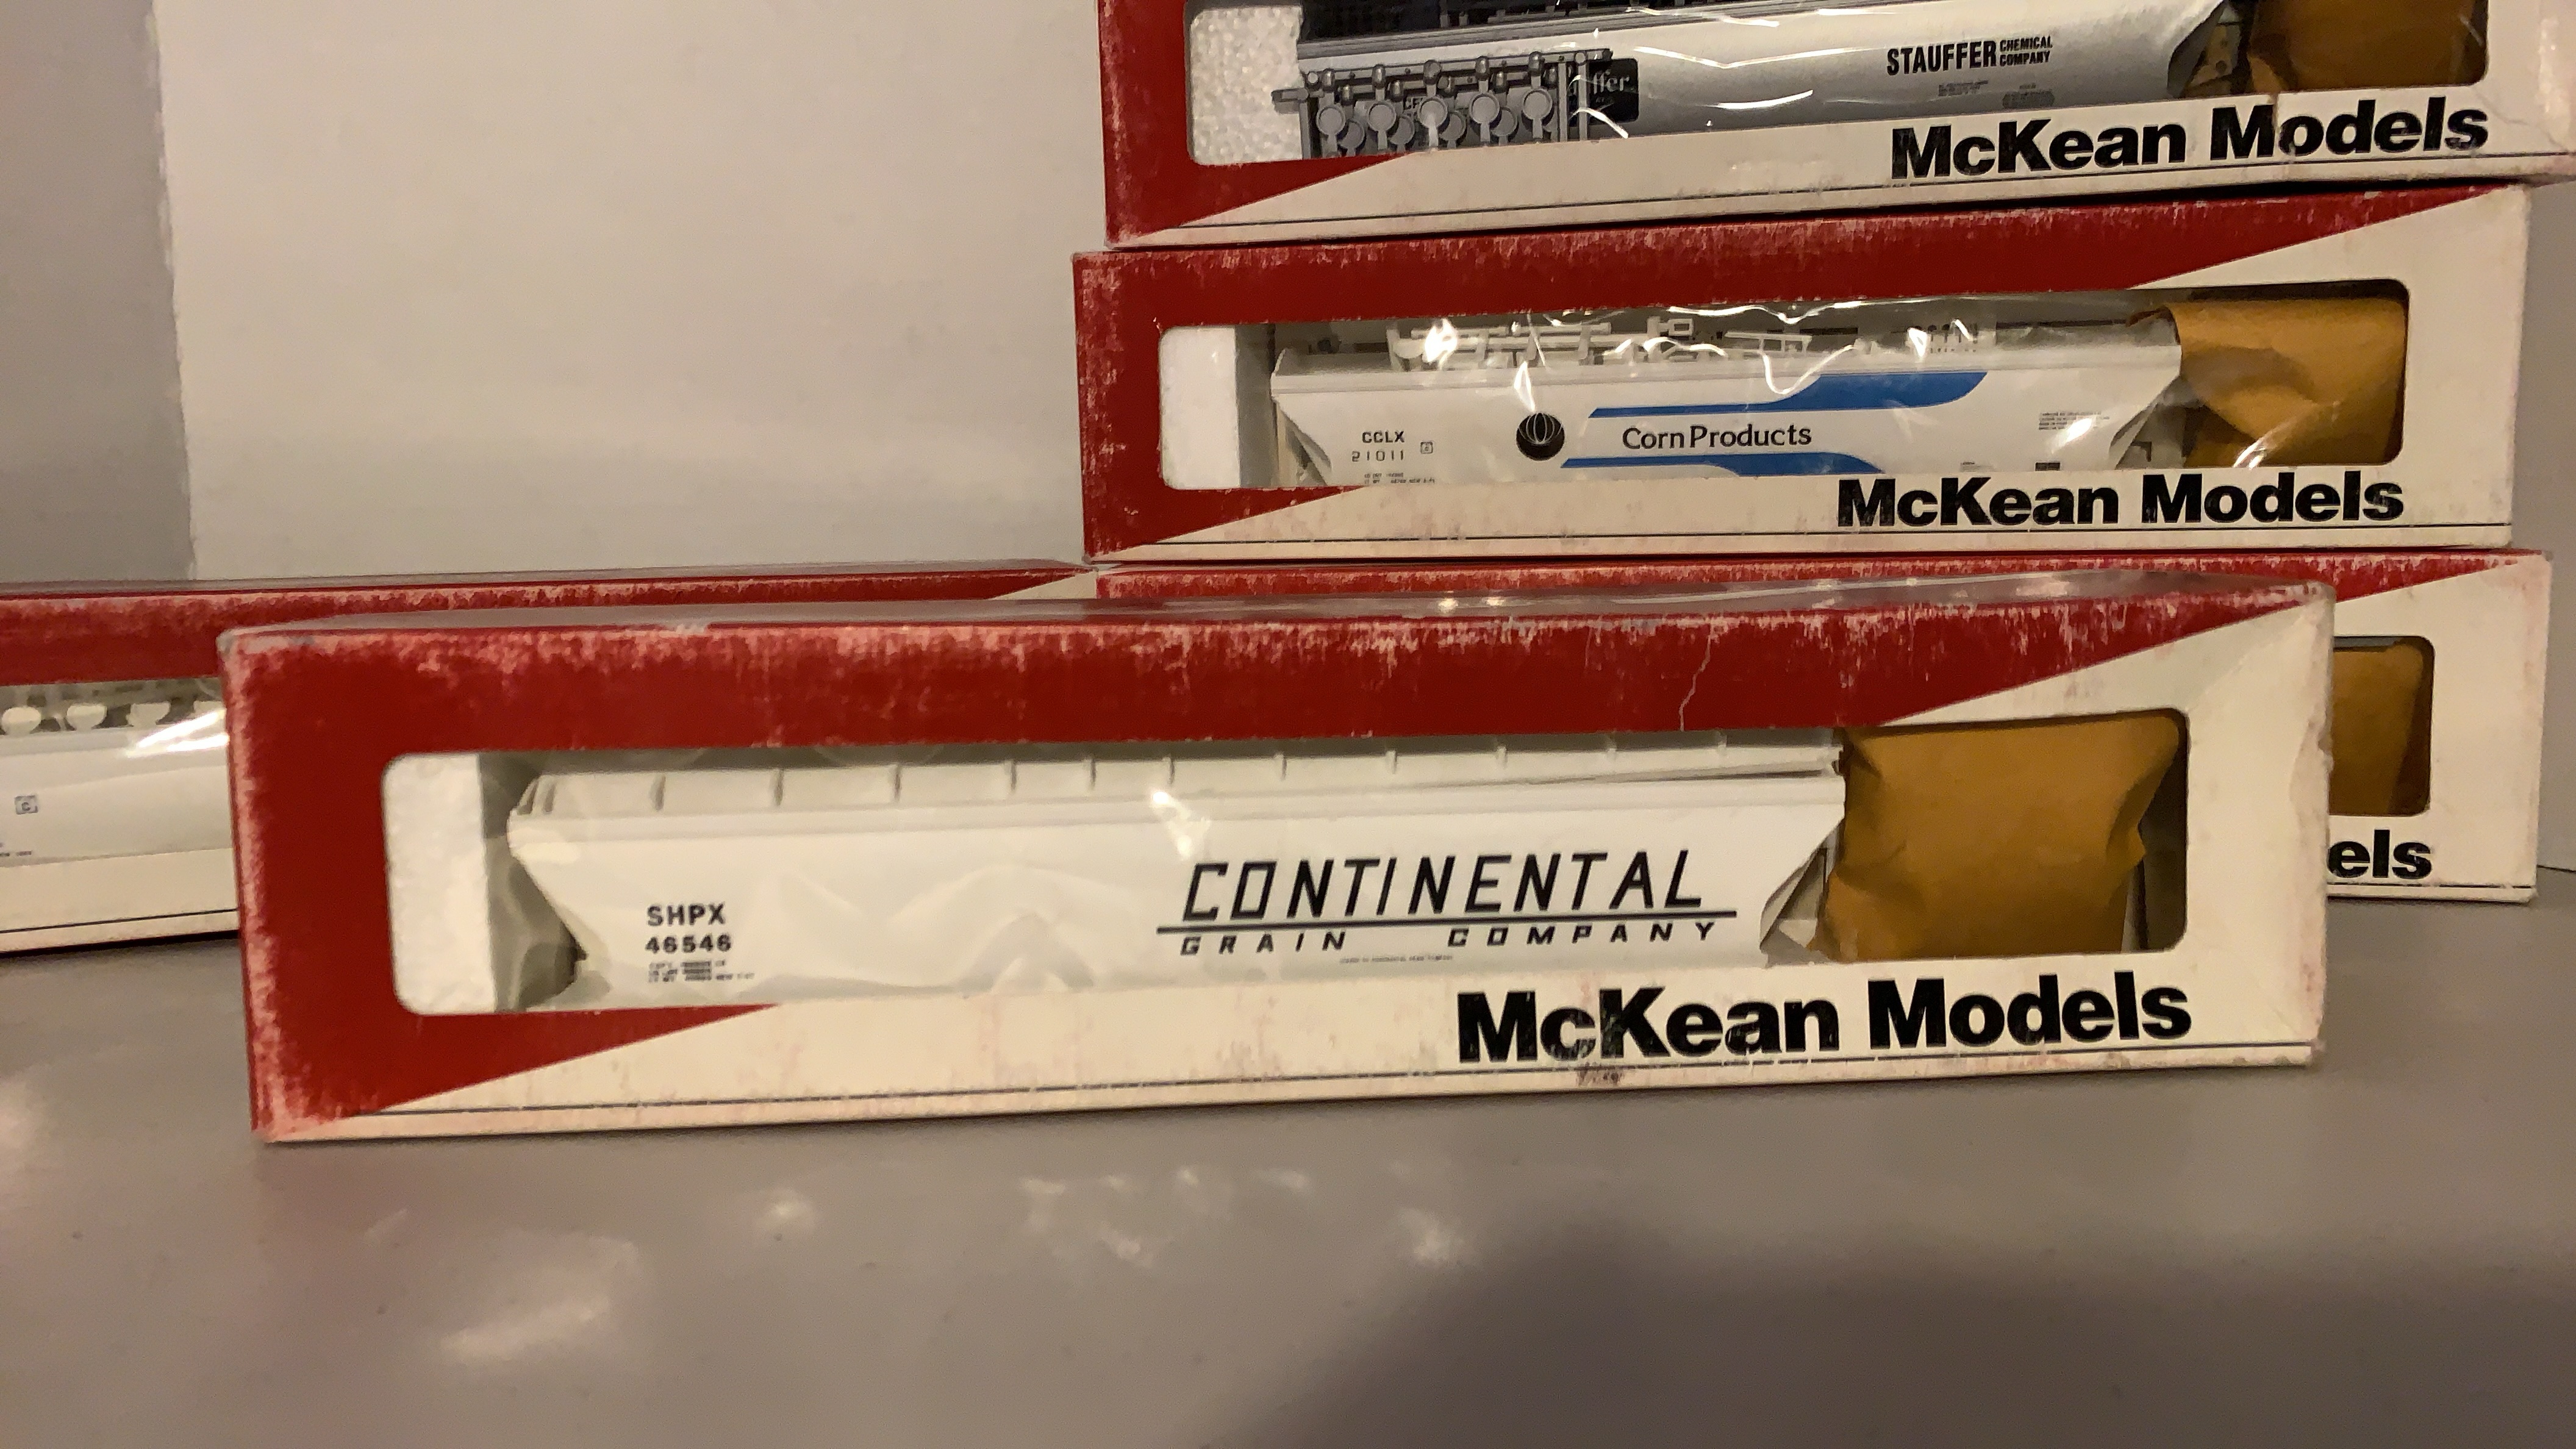 STAUFFER CHEMICAL COMPANY
ffer
McKean Models
CCLX
21011
C
Corn Products
McKean Models
C
SHPX
46546
CONTINENTAL
GRAIN COMPANY
McKean Models
els